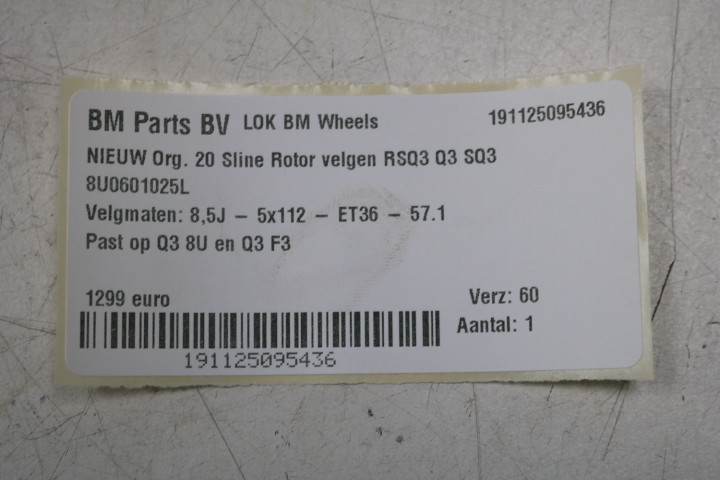 BM Parts BV LOK BM Wheels 191125095436
NIEUW Org. 20 Sline Rotor velgen RSQ3 Q3 SQ3
8U0601025L
Velgmaten: 8,5J – 5x112 – ET36 – 57.1
Past op Q3 8U en Q3 F3
1299 euro Verz: 60
Aantal: 1
191125095436